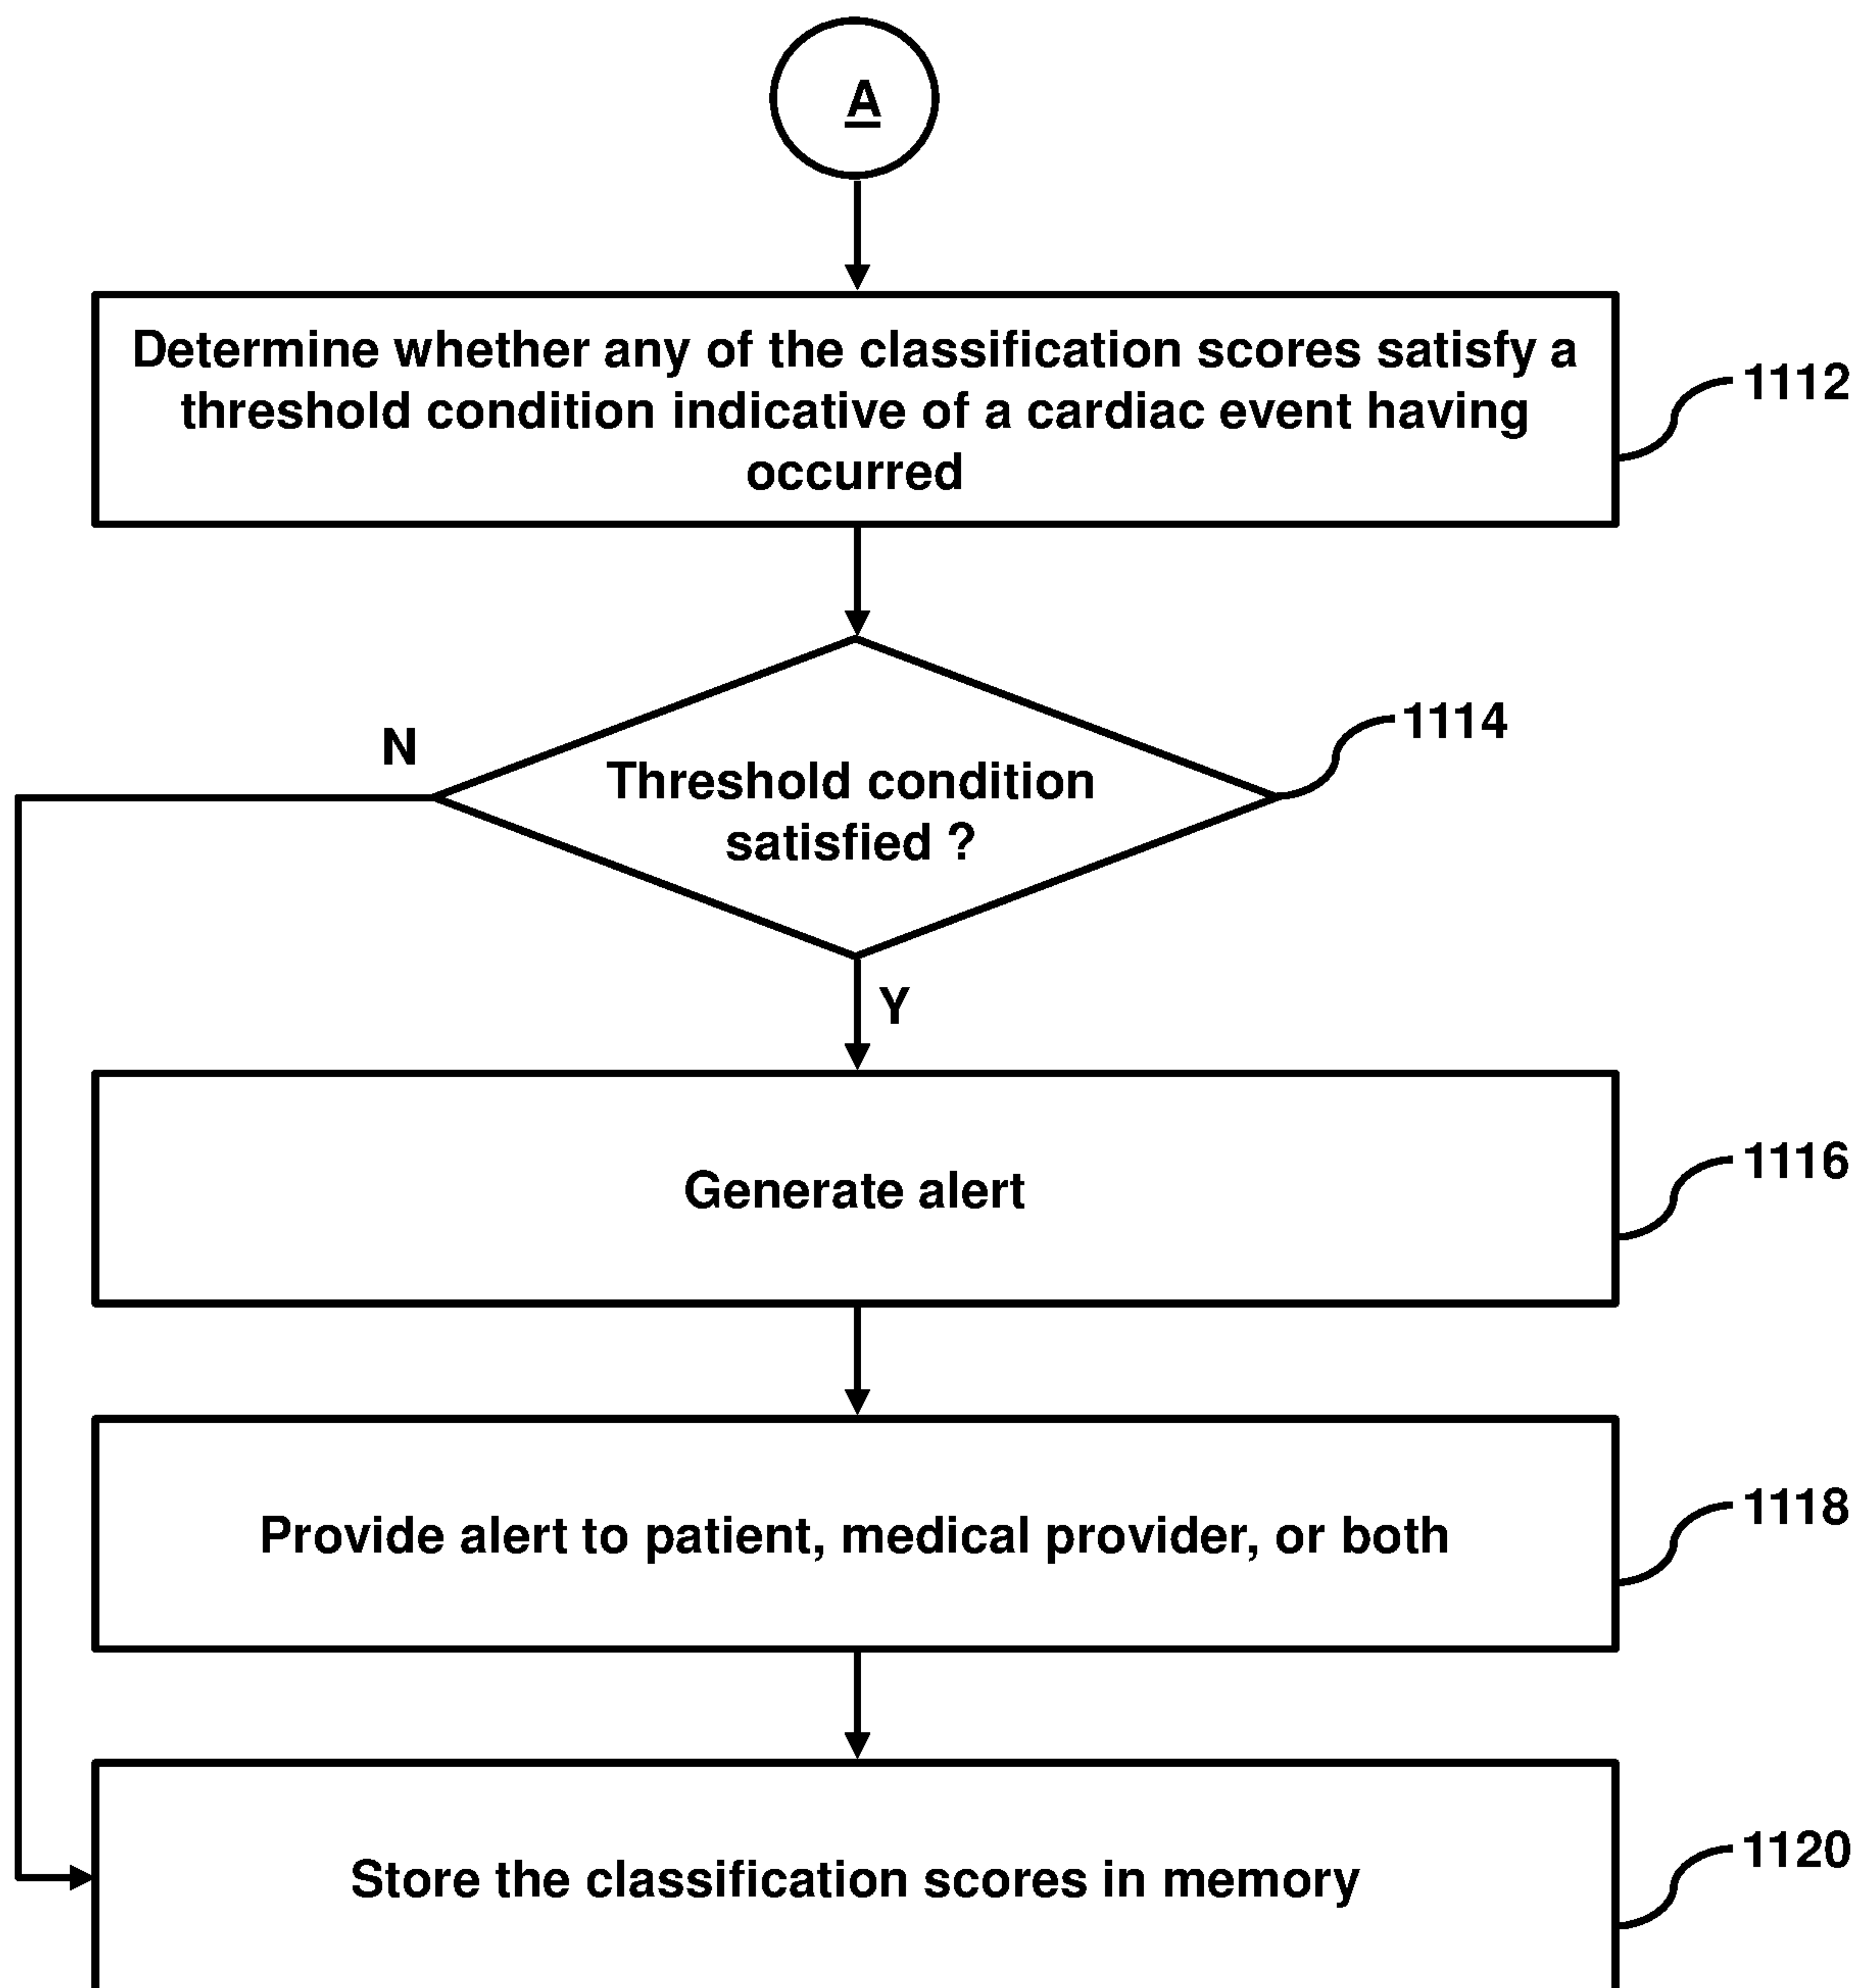 A
Determine whether any of the classification scores satisfy a
threshold condition indicative of a cardiac event having
occurred
1112
1114
N
Threshold condition
satisfied ?
Y
Generate alert
1116
Provide alert to patient, medical provider, or both
1118
Store the classification scores in memory
1120